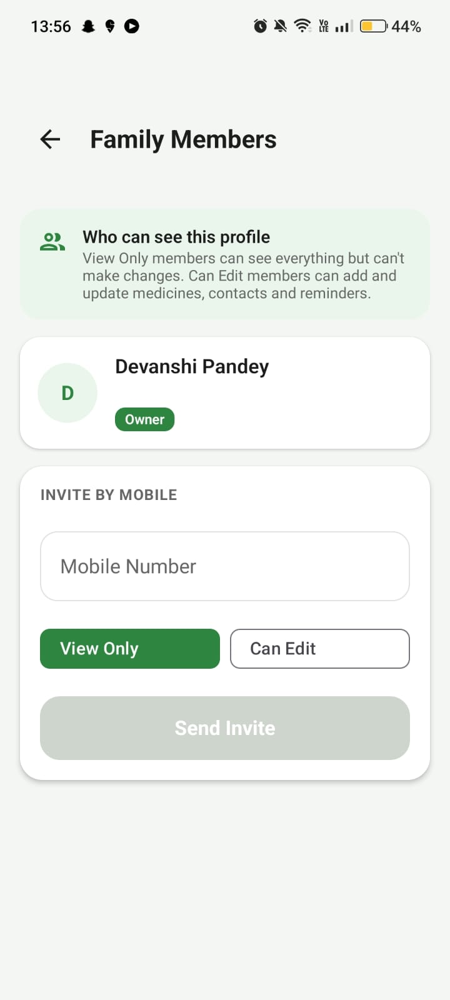 13:56
Vo LTE 44%
Family Members
Who can see this profile
View Only members can see everything but can't
make changes. Can Edit members can add and
update medicines, contacts and reminders.
D
Devanshi Pandey
Owner
INVITE BY MOBILE
Mobile Number
View Only
Can Edit
Send Invite